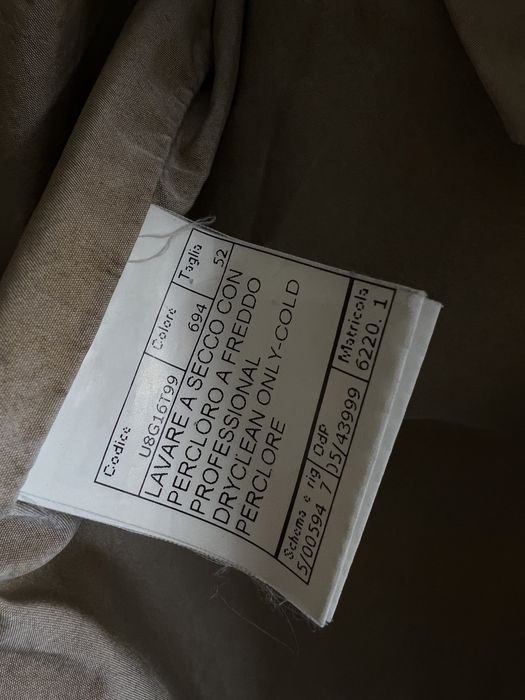 Codice Colore Taglia
U8G16T99 694 52
LAVARE A SECCO CON
PERCLORO A FREDDO
PROFESSIONAL
DRYCLEAN ONLY-COLD
PERCLORE
Schema e rig OdP Matricola
5/00594 7 05/43999 6220. 1